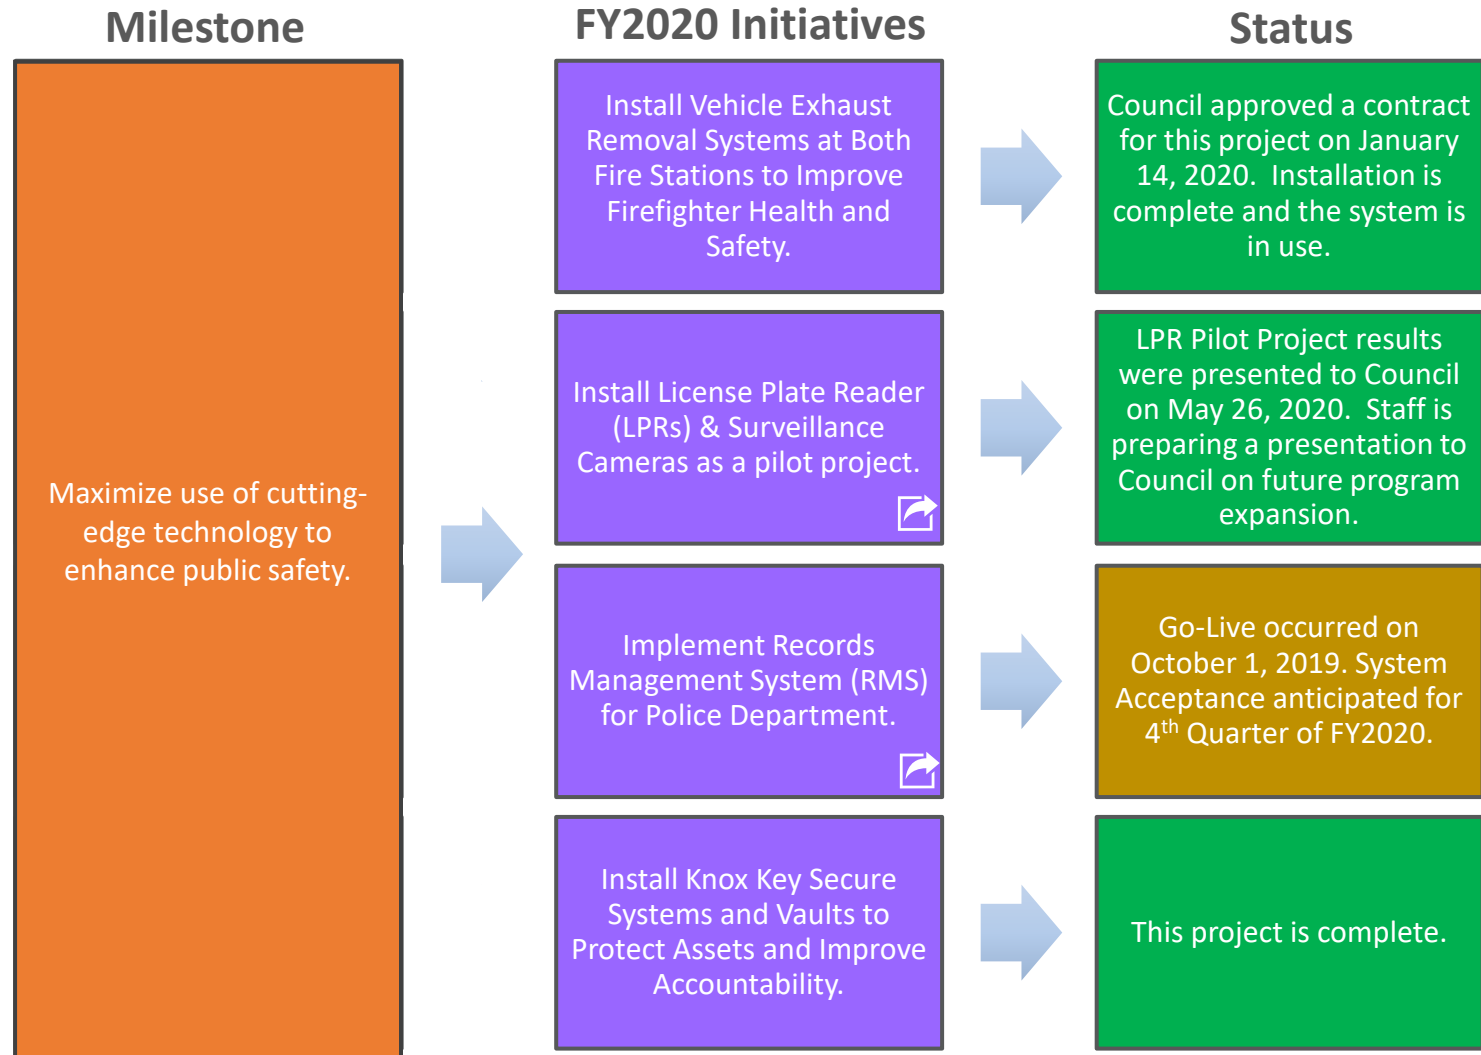 Milestone
FY2020 Initiatives
Status
Maximize use of cutting-
edge technology to
enhance public safety.
Install Vehicle Exhaust
Removal Systems at Both
Fire Stations to Improve
Firefighter Health and
Safety.
Council approved a contract
for this project on January
14, 2020.  Installation is
complete and the system is
in use.
Install License Plate Reader
(LPRs) & Surveillance
Cameras as a pilot project.
LPR Pilot Project results
were presented to Council
on May 26, 2020.  Staff is
preparing a presentation to
Council on future program
expansion.
Implement Records
Management System (RMS)
for Police Department.
Go-Live occurred on
October 1, 2019. System
Acceptance anticipated for
4th Quarter of FY2020.
Install Knox Key Secure
Systems and Vaults to
Protect Assets and Improve
Accountability.
This project is complete.